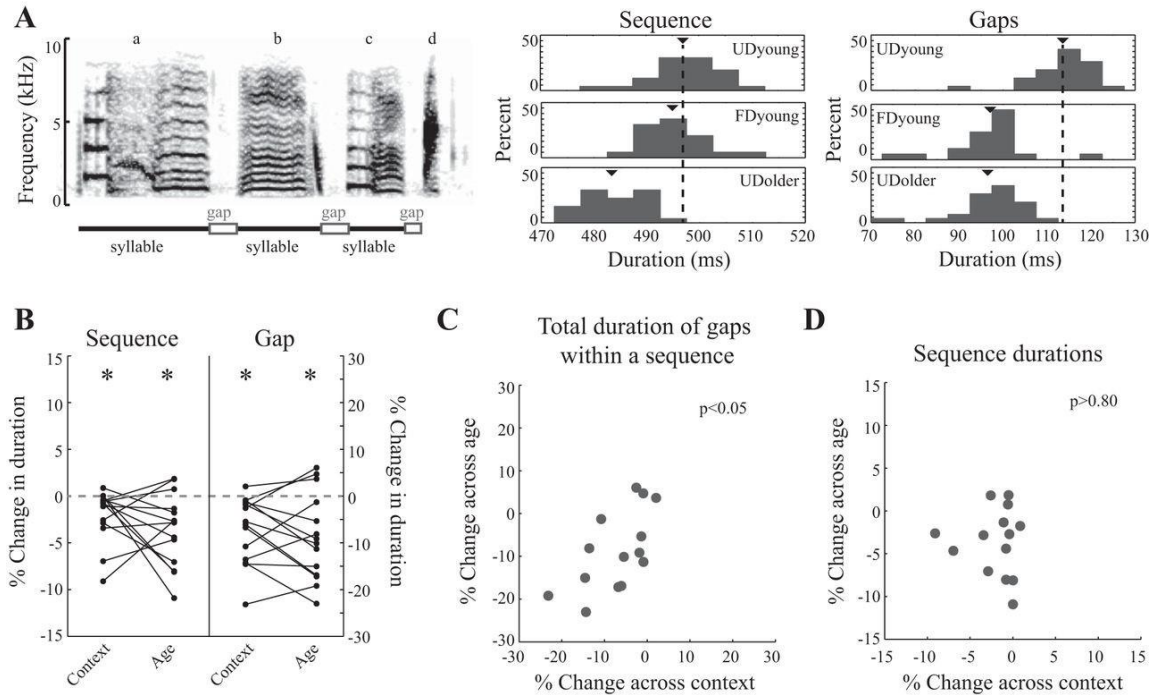 A
a
b
c
d
10
5
0
Frequency (kHz)
gap
gap
gap
syllable
syllable
syllable
Sequence
50
UDyoung
0
50
FDyoung
0
50
UDolder
0
Percent
470 480 490 500 510 520
Duration (ms)
Gaps
50
UDyoung
0
50
FDyoung
0
50
UDolder
0
Percent
70 80 90 100 110 120 130
Duration (ms)
B
Sequence
Gap
* * * *
15
10
5
0
-5
-10
-15
% Change in duration
30
20
10
0
-10
-20
-30
% Change in duration
Context
Age
Context
Age
C
Total duration of gaps
within a sequence
p<0.05
30
20
10
0
-10
-20
-30
% Change across age
-30 -20 -10 0 10 20 30
% Change across context
D
Sequence durations
p>0.80
15
10
5
0
-5
-10
-15
% Change across age
-15 -10 -5 0 5 10 15
% Change across context